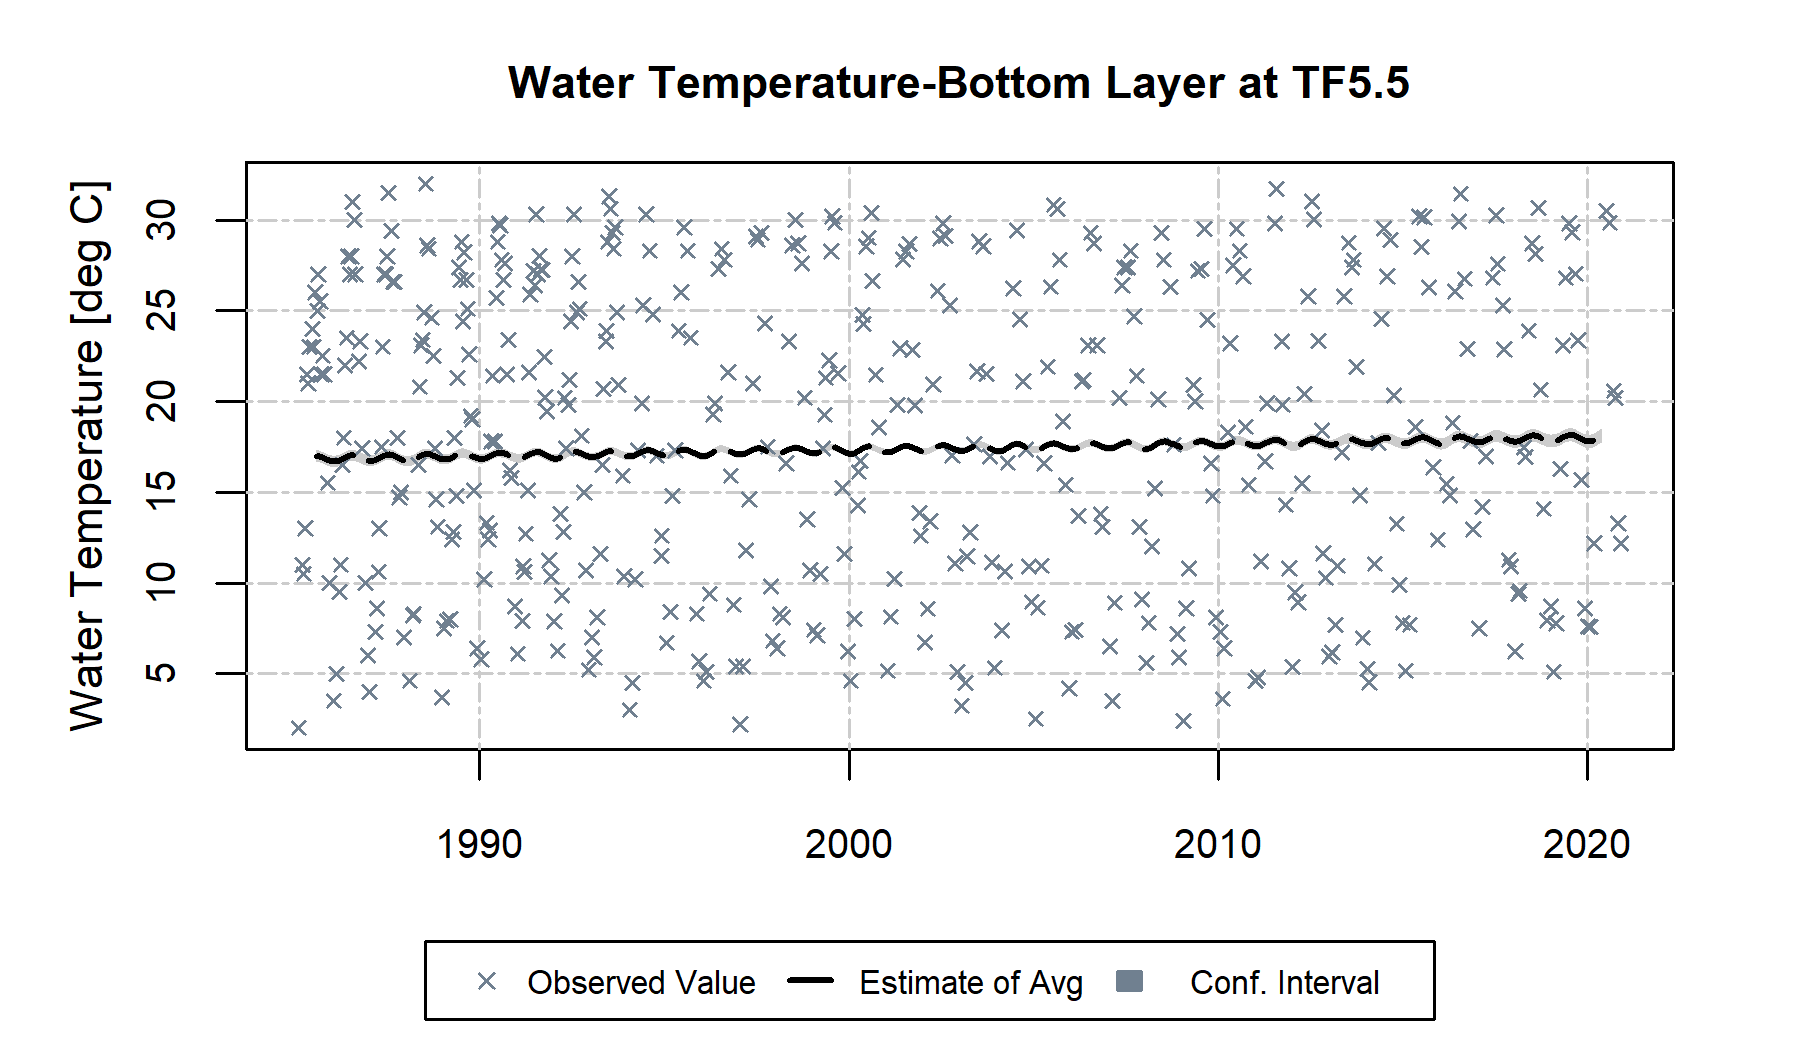 Water Temperature-Bottom Layer at TF5.5
Water Temperature [deg C]
30
25
20
15
10
5
1990 2000 2010 2020
Observed Value Estimate of Avg Conf. Interval